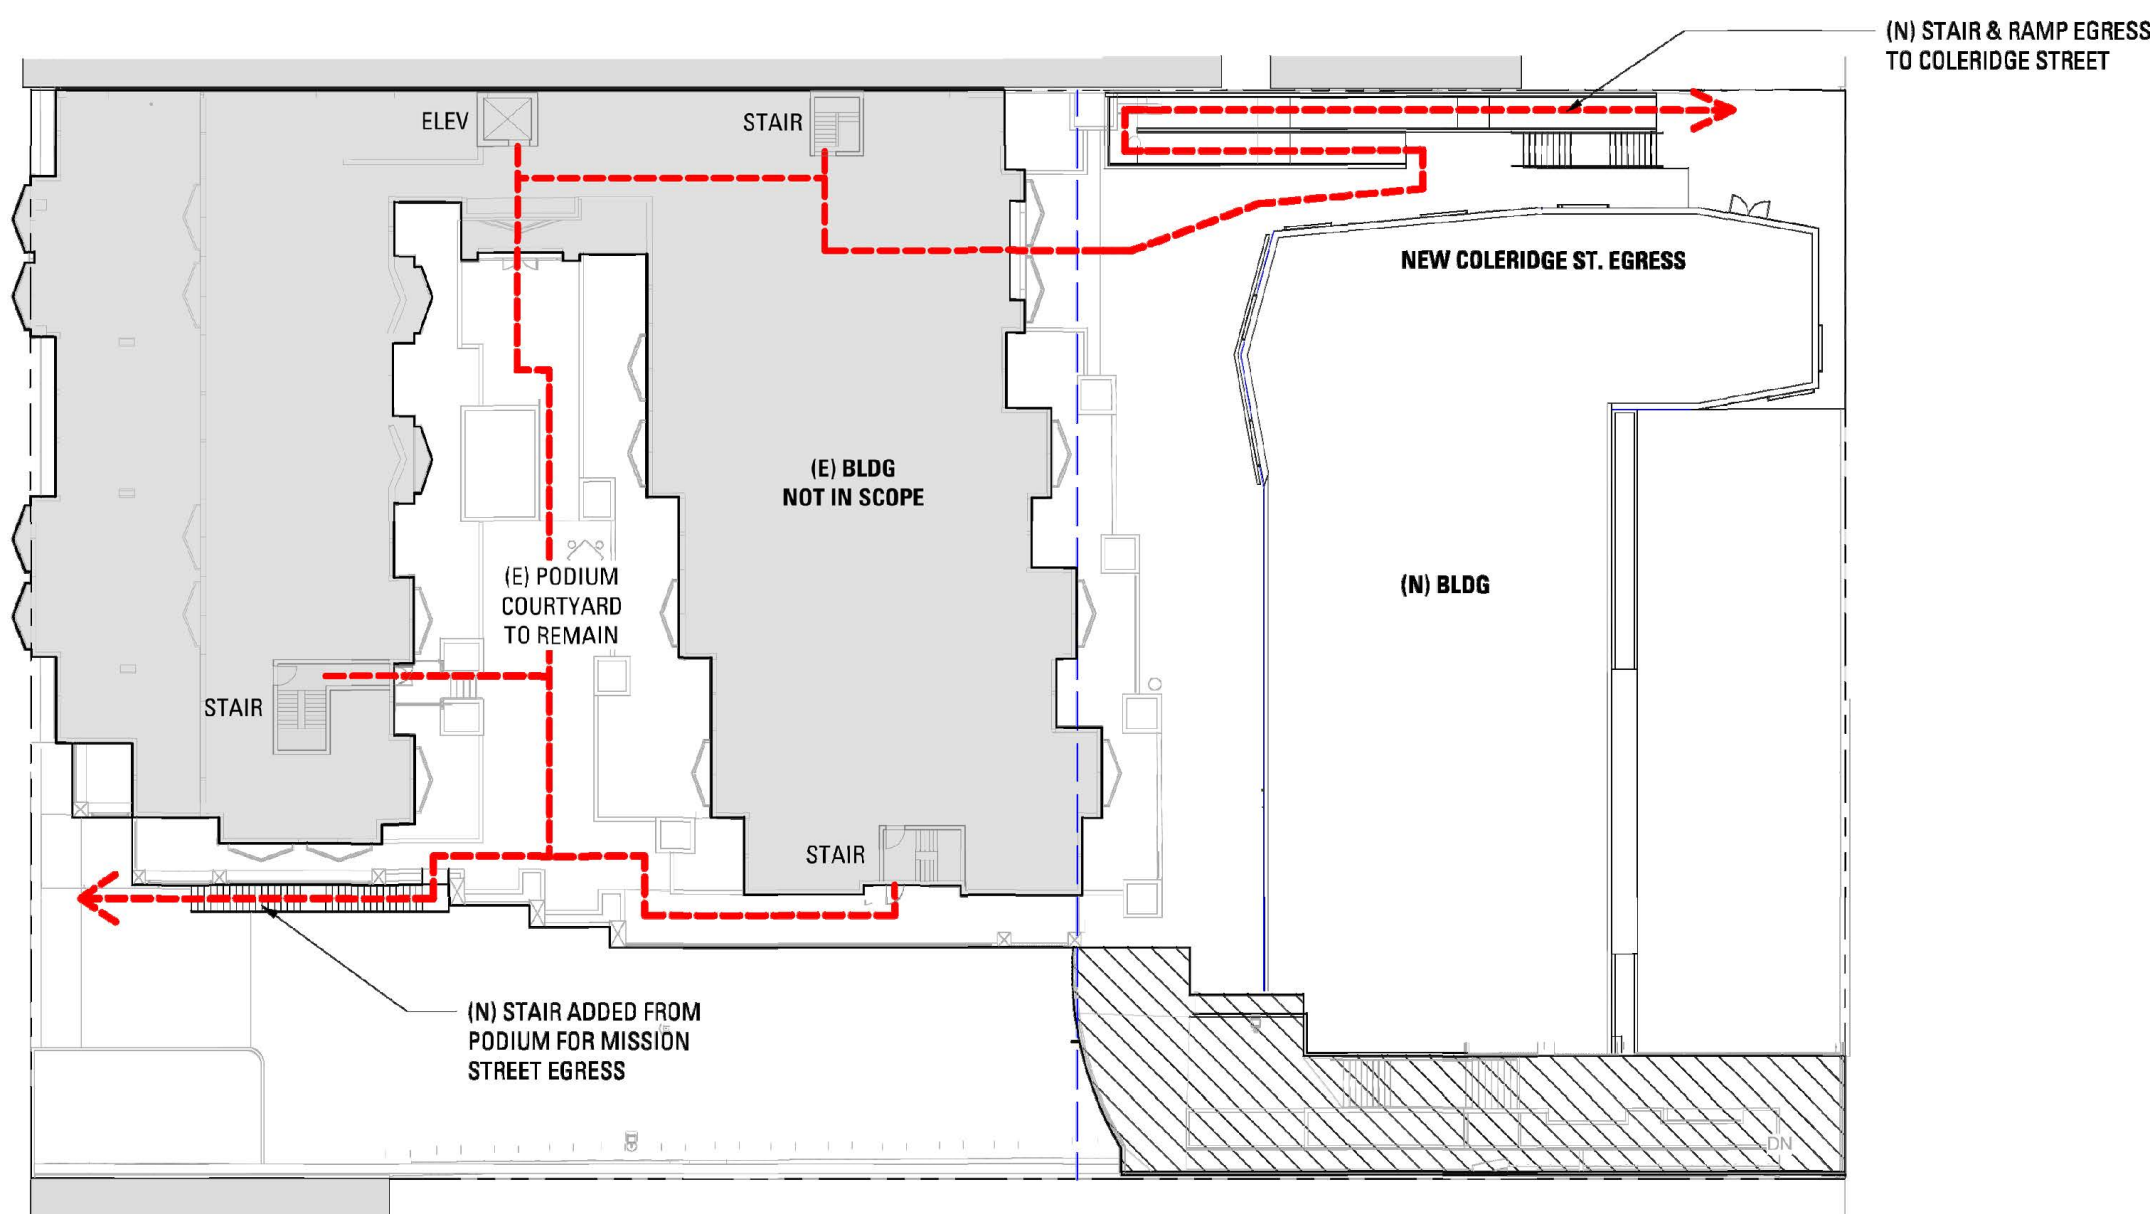 (N) STAIR & RAMP EGRESS
TO COLERIDGE STREET
ELEV
STAIR
NEW COLERIDGE ST. EGRESS
(E) BLDG
NOT IN SCOPE
(E) PODIUM
COURTYARD
TO REMAIN
(N) BLDG
STAIR
STAIR
(N) STAIR ADDED FROM
PODIUM FOR MISSION
STREET EGRESS
DN